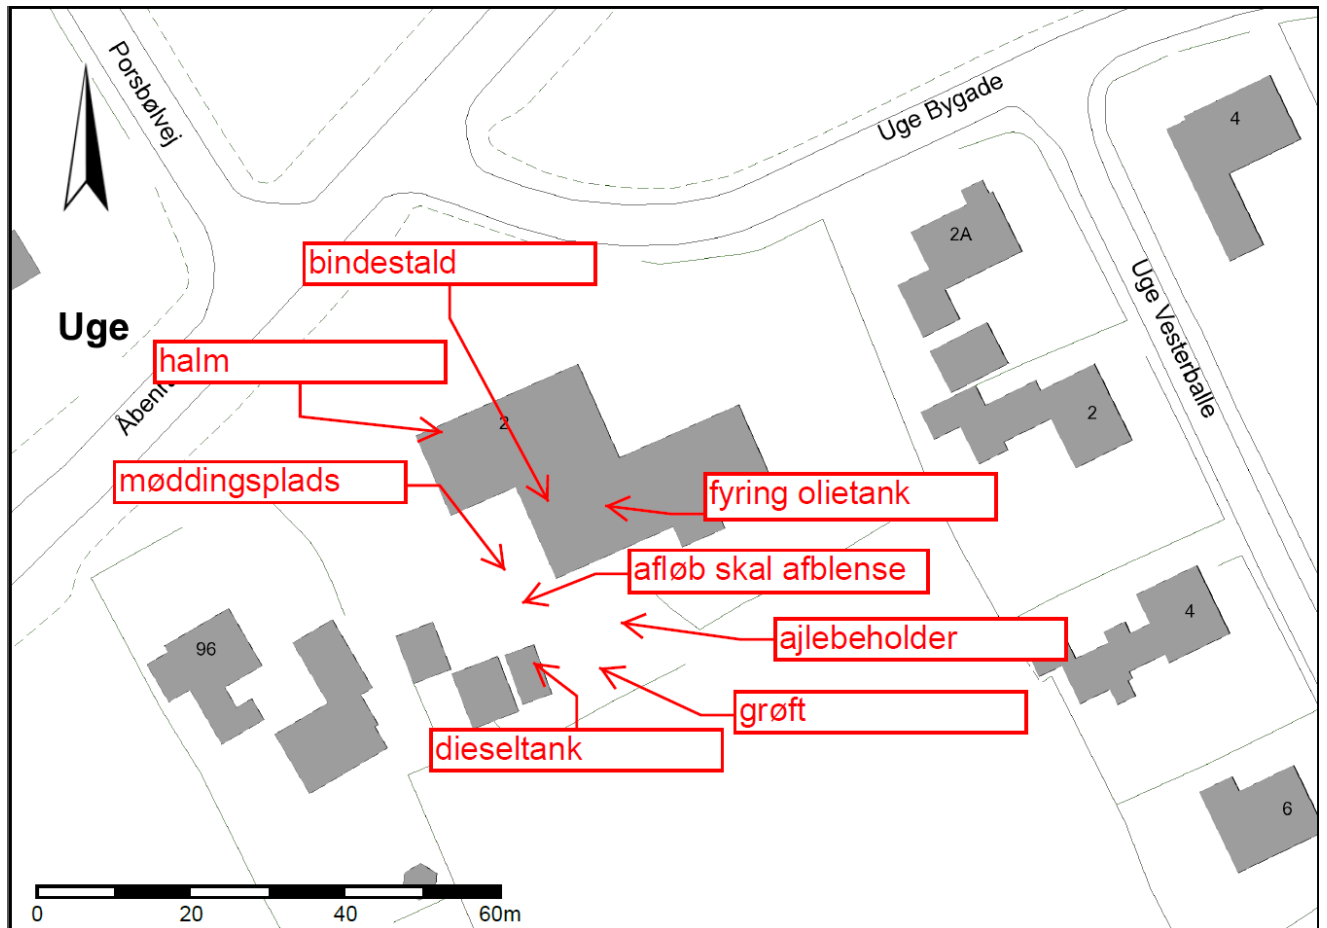 Porsbølvej
Uge Bygade
4
2A
bindestald
Uge Vesterballe
Uge
halm
2
2
møddingsplads
fyring olietank
afløb skal afblense
4
ajlebeholder
96
grøft
dieseltank
6
0 20 40 60m